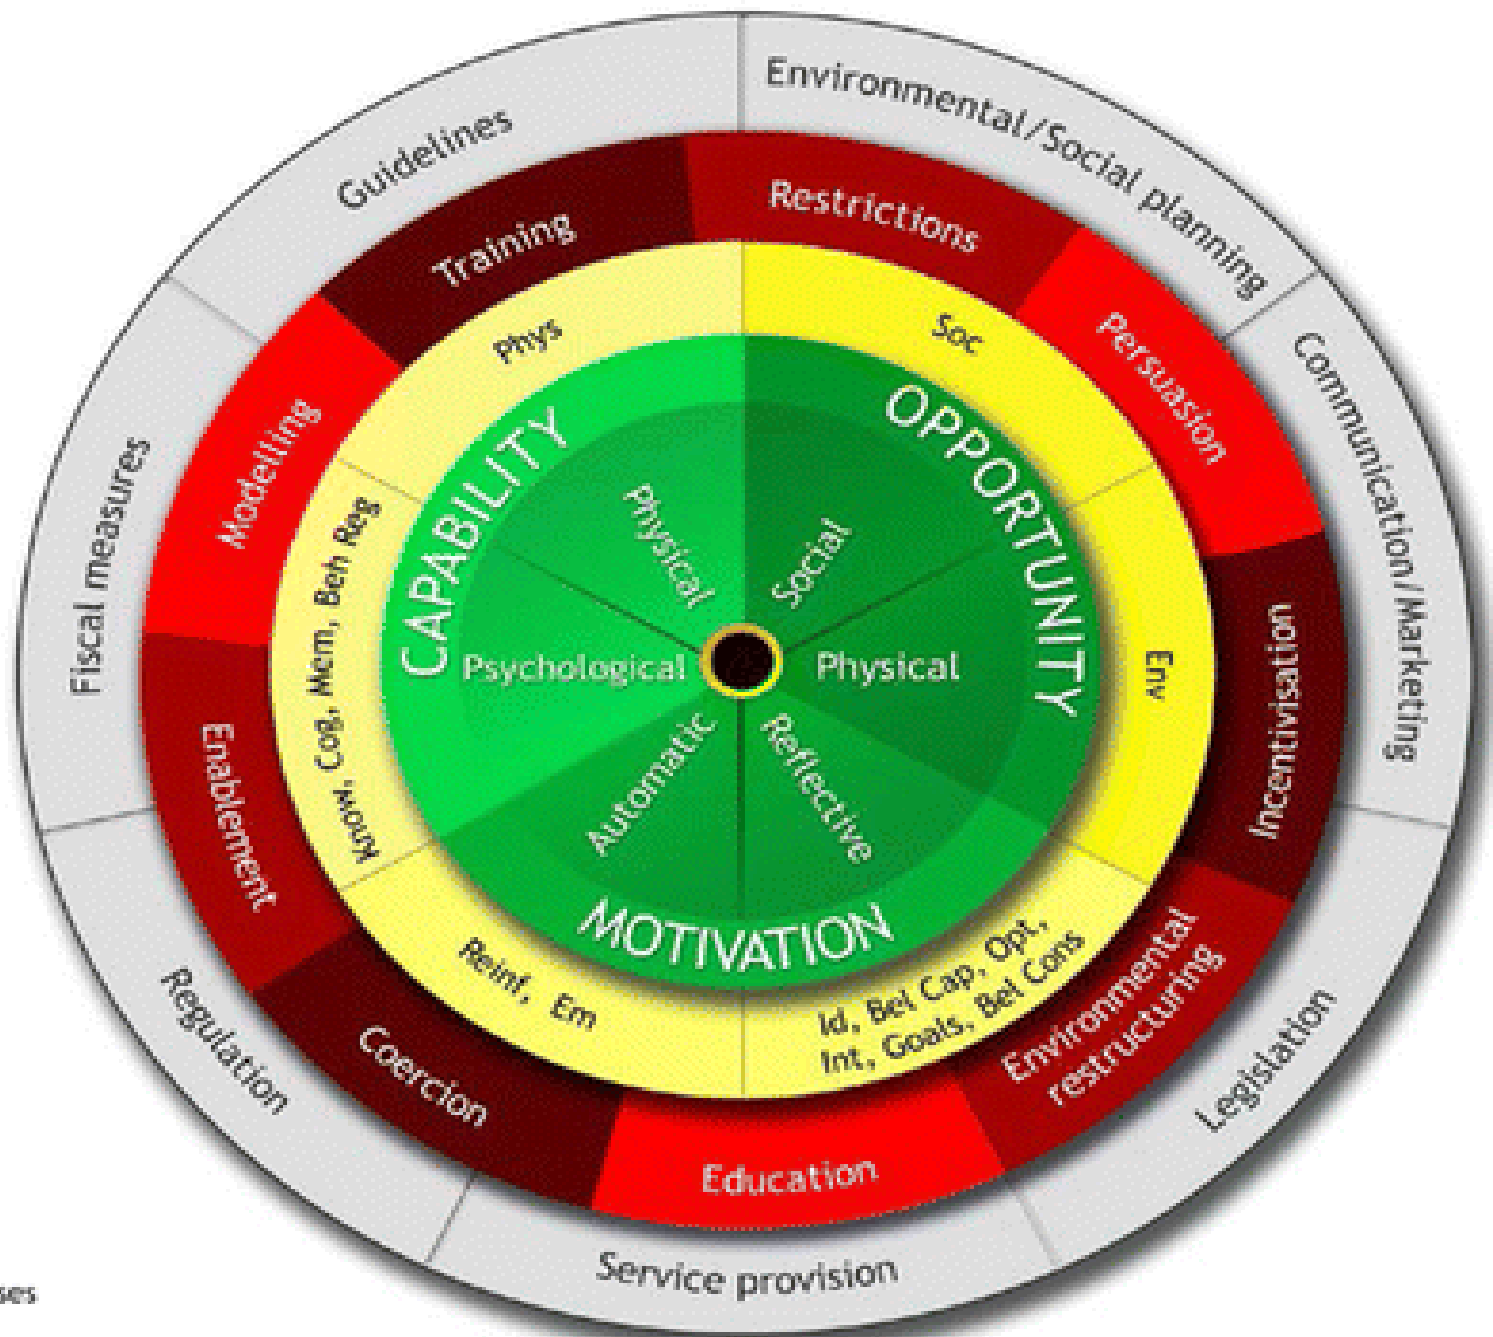 Environmental/Social planning
Communication/Marketing
Legislation
Service provision
Regulation
Fiscal measures
Guidelines
Restrictions
Persuasion
Incentivisation
Environmental
restructuring
Education
Coercion
Enablement
Modelling
Training
Soc
Env
Id, Bel Cap, Opt,
Int, Goals, Bel Cons
Reinf, Em
Know, Cog, Mem, Beh Reg
Phys
CAPABILITY
OPPORTUNITY
MOTIVATION
Physical
Social
Psychological
Physical
Automatic
Reflective
ses